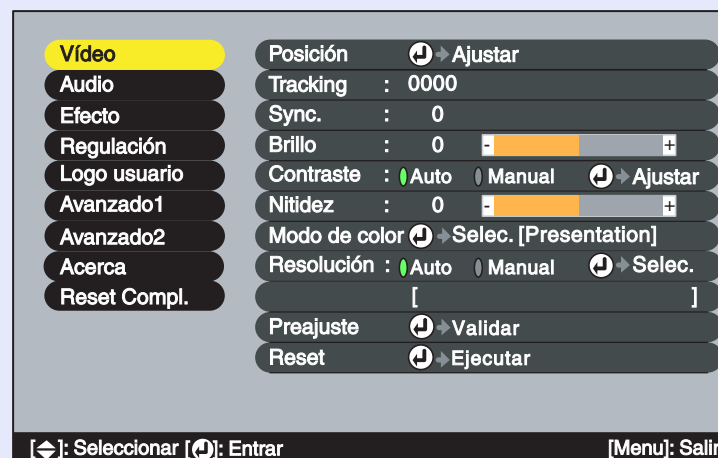 Vídeo
Audio
Efecto
Regulación
Logo usuario
Avanzado1
Avanzado2
Acerca
Reset Compl.
Posición Ajustar
Tracking : 0000
Sync. : 0
Brillo : 0 - +
Contraste : Auto Manual Ajustar
Nitidez : 0 - +
Modo de color Selec. [Presentation]
Resolución : Auto Manual Selec.
[ ]
Preajuste Validar
Reset Ejecutar
[ ]: Seleccionar [ ]: Entrar [Menu]: Salir